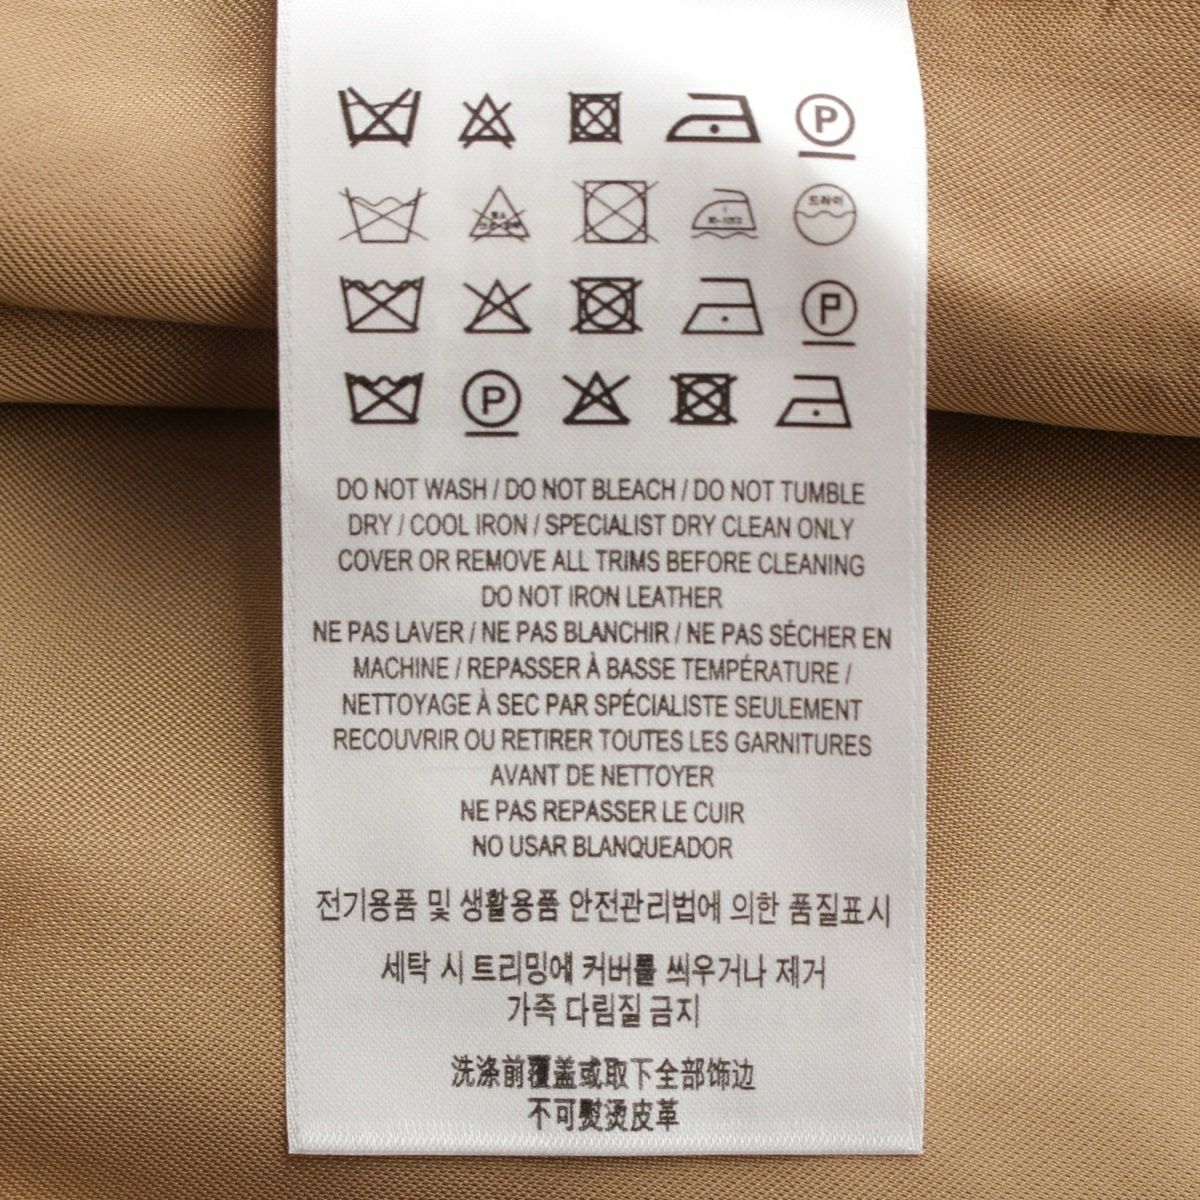 P
드라이
P
P
DO NOT WASH / DO NOT BLEACH / DO NOT TUMBLE
DRY / COOL IRON / SPECIALIST DRY CLEAN ONLY
COVER OR REMOVE ALL TRIMS BEFORE CLEANING
DO NOT IRON LEATHER
NE PAS LAVER / NE PAS BLANCHIR / NE PAS SÉCHER EN
MACHINE / REPASSER À BASSE TEMPÉRATURE /
NETTOYAGE À SEC PAR SPÉCIALISTE SEULEMENT
RECOUVRIR OU RETIRER TOUTES LES GARNITURES
AVANT DE NETTOYER
NE PAS REPASSER LE CUIR
NO USAR BLANQUEADOR
전기용품 및 생활용품 안전관리법에 의한 품질표시
세탁 시 트리밍에 커버를 씌우거나 제거
가죽 다림질 금지
洗涤前覆盖或取下全部饰边
不可熨烫皮革